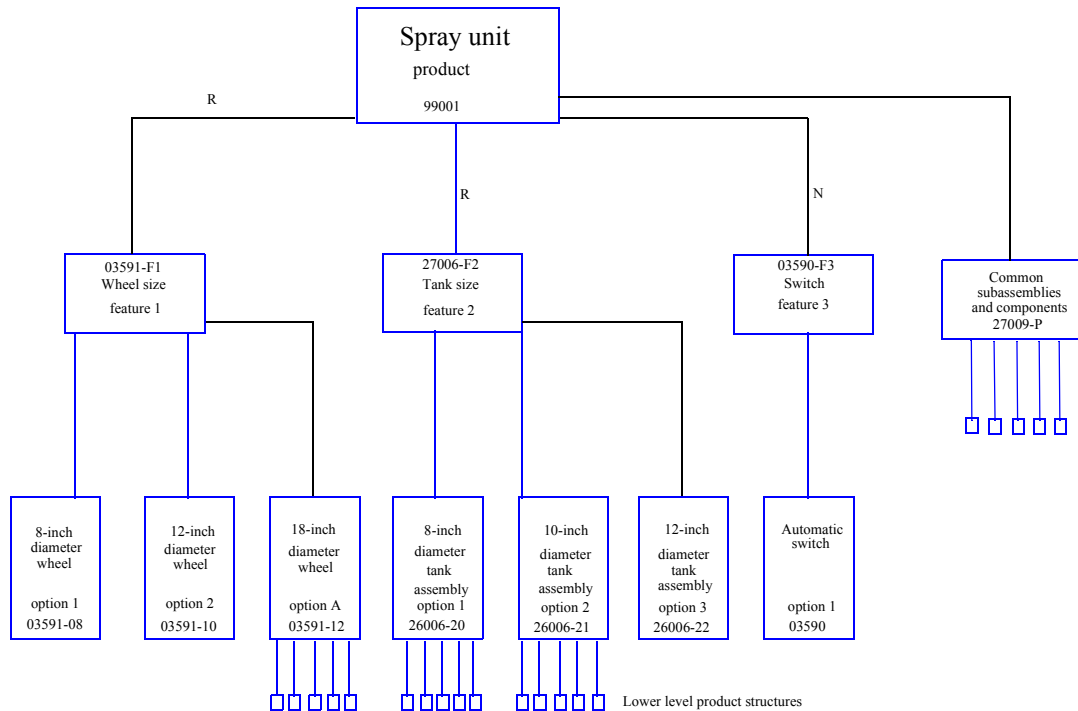 Spray unit
product
99001
R
R
N
03591-F1
Wheel size
feature 1
27006-F2
Tank size
feature 2
03590-F3
Switch
feature 3
Common
subassemblies
and components
27009-P
8-inch
diameter
wheel
option 1
03591-08
12-inch
diameter
wheel
option 2
03591-10
18-inch
diameter
wheel
option A
03591-12
8-inch
diameter
tank
assembly
option 1
26006-20
10-inch
diameter
tank
assembly
option 2
26006-21
12-inch
diameter
tank
assembly
option 3
26006-22
Automatic
switch
option 1
03590
Lower level product structures